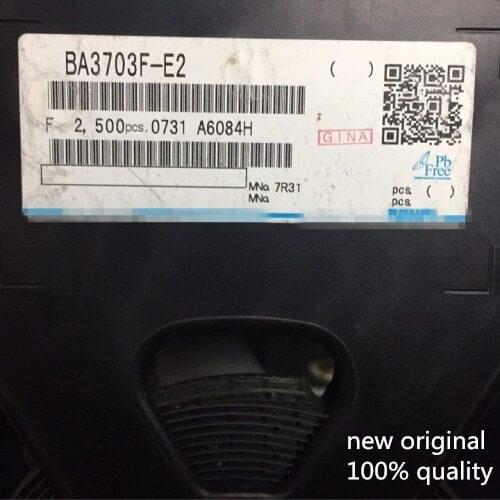 BA3703F-E2 ( )
F 2,500pcs.0731 A6084H
GINA
Pb
Free
MNo. 7R31
MNo.
pcs. ( )
pcs.
new original
100% quality